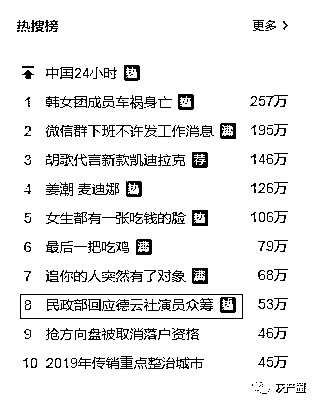 热搜榜 更多 >
中国24小时 热
1 韩女团成员车祸身亡 热 257万
2 微信群下班不许发工作消息 沸 195万
3 胡歌代言新款凯迪拉克 荐 146万
4 姜潮 麦迪娜 热 126万
5 女生都有一张吃钱的脸 热 106万
6 最后一把吃鸡 沸 79万
7 追你的人突然有了对象 沸 68万
8 民政部回应德云社演员众筹 热 53万
9 抢方向盘被取消落户资格 46万
10 2019年传销重点整治城市 45万
灰产圈